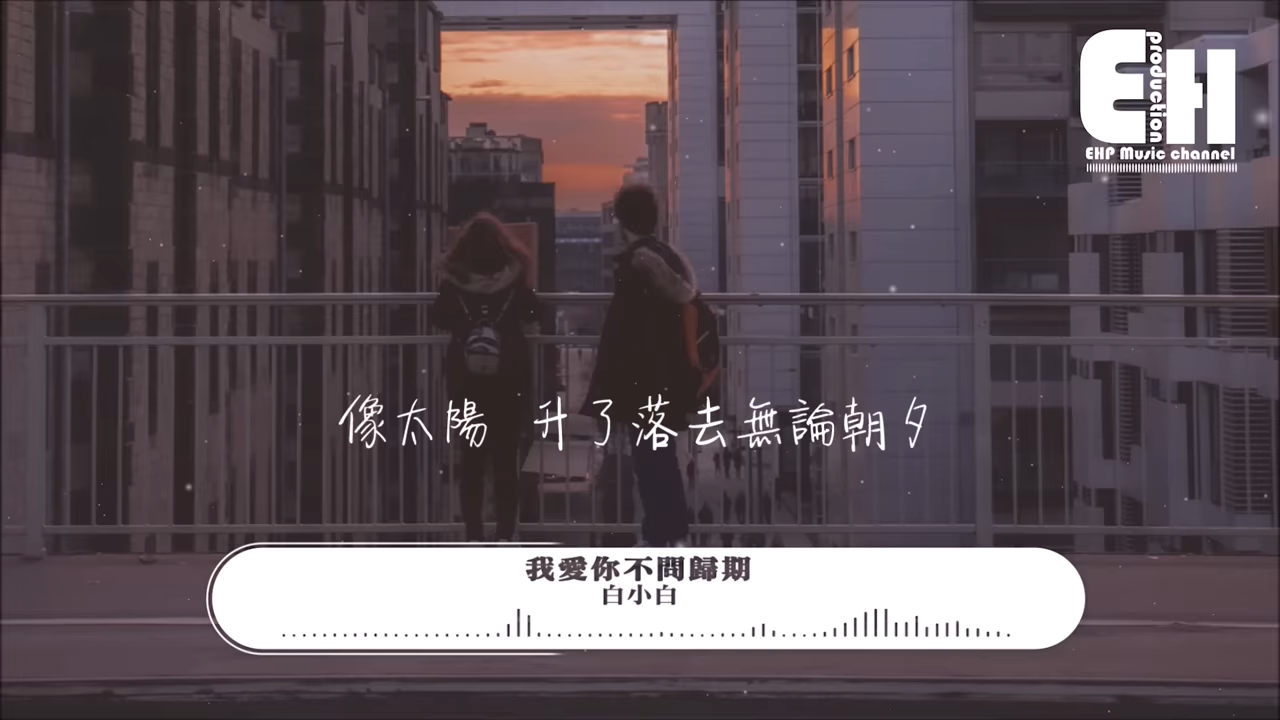 EH
production
EHP Music channel
像太陽 升了落去無論朝夕
我愛你不問歸期
白小白